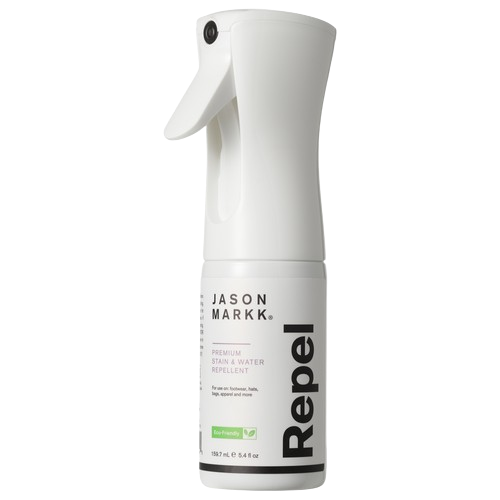 JASON
MARKK®
PREMIUM
STAIN & WATER
REPELLENT
For use on: footwear, hats,
bags, apparel and more
Eco-Friendly
159.7 mL ℮ 5.4 fl oz
Repel